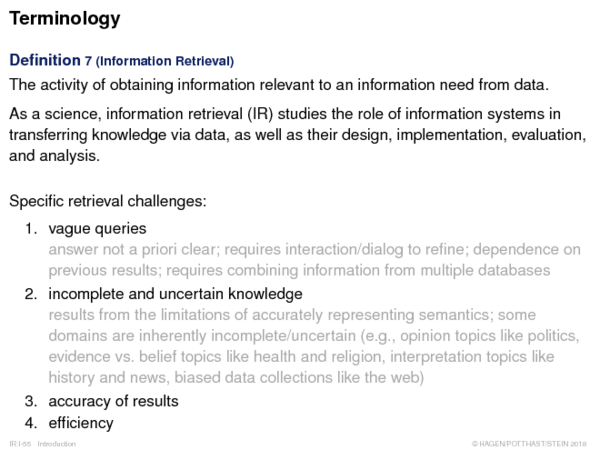 Terminology
Definition 7 (Information Retrieval)
The activity of obtaining information relevant to an information need from data.
As a science, information retrieval (IR) studies the role of information systems in
transferring knowledge via data, as well as their design, implementation, evaluation,
and analysis.
Specific retrieval challenges:
1. vague queries
answer not a priori clear; requires interaction/dialog to refine; dependence on
previous results; requires combining information from multiple databases
2. incomplete and uncertain knowledge
results from the limitations of accurately representing semantics; some
domains are inherently incomplete/uncertain (e.g., opinion topics like politics,
evidence vs. belief topics like health and religion, interpretation topics like
history and news, biased data collections like the web)
3. accuracy of results
4. efficiency
IR:I-55 Introduction © HAGEN/POTTHAST/STEIN 2018